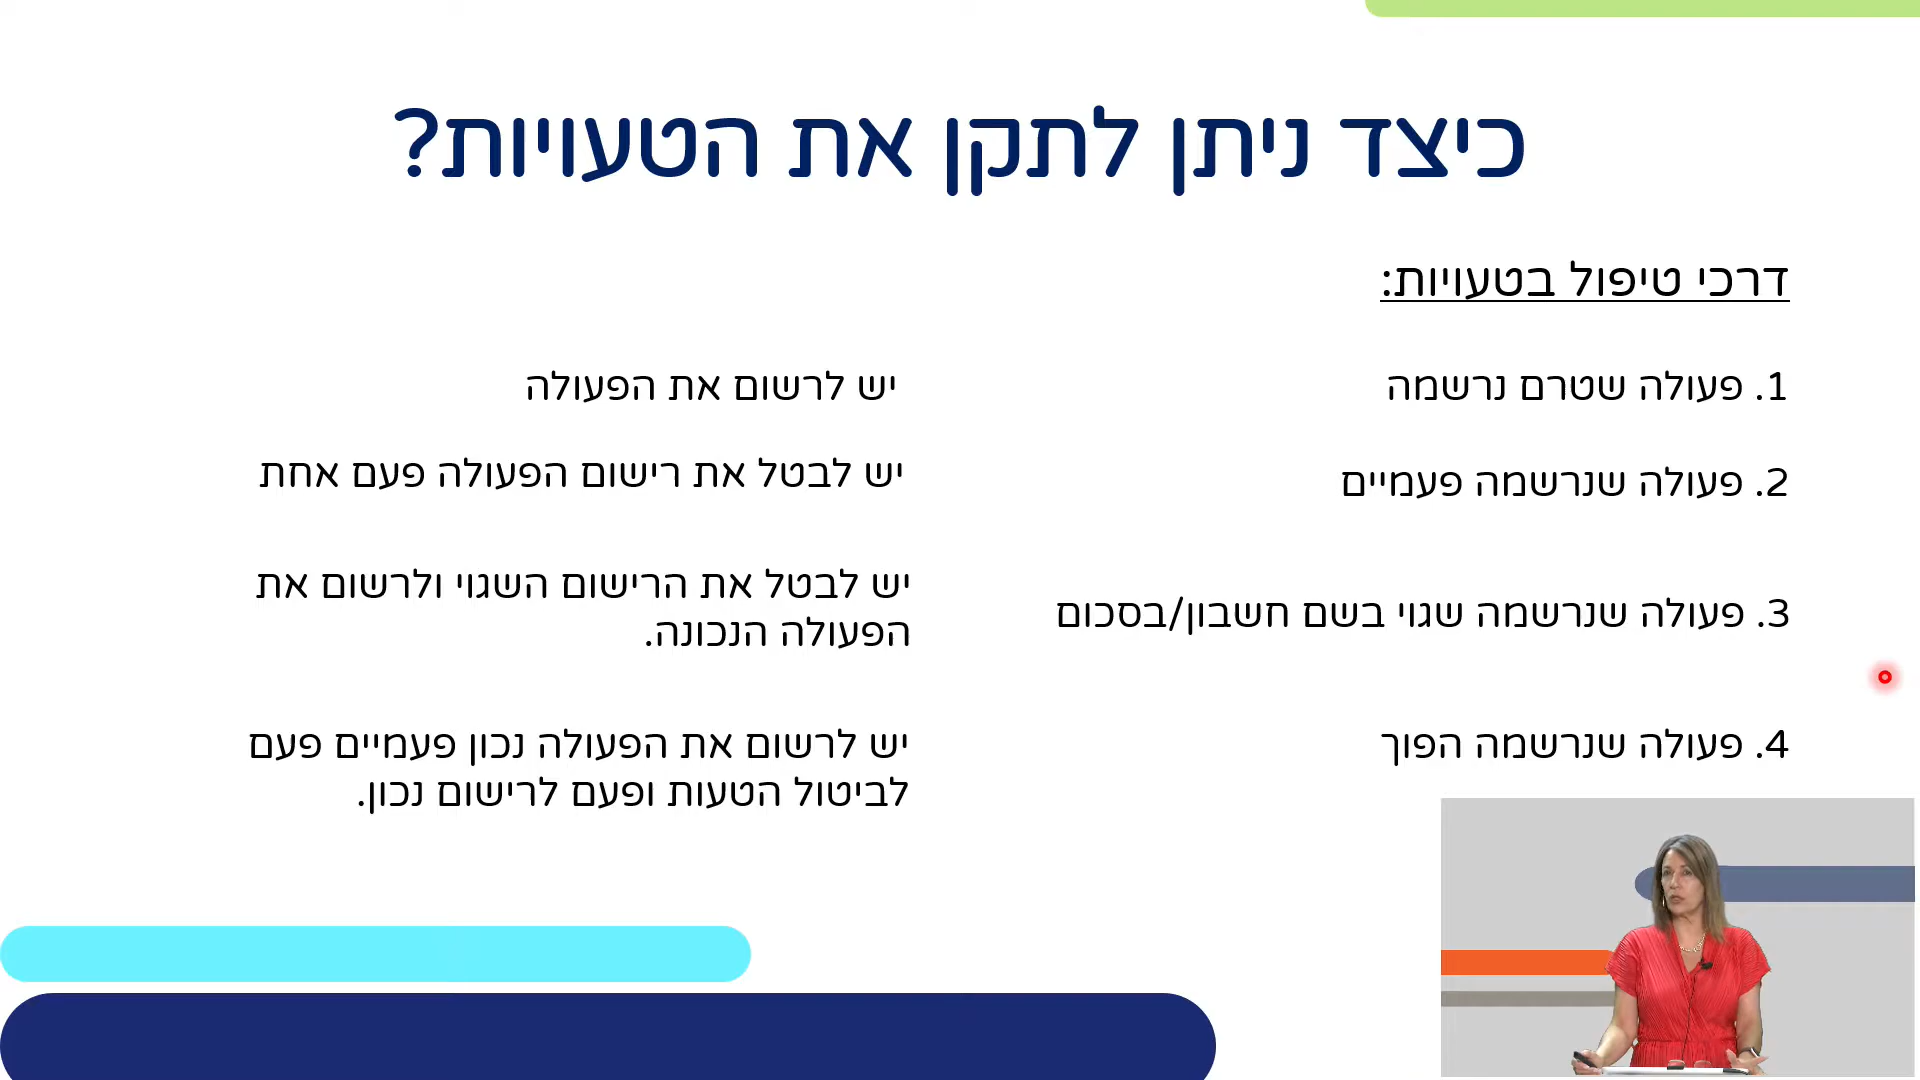 כיצד ניתן לתקן את הטעויות?
דרכי טיפול בטעויות:
1. פעולה שטרם נרשמה
יש לרשום את הפעולה
2. פעולה שנרשמה פעמיים
יש לבטל את רישום הפעולה פעם אחת
3. פעולה שנרשמה שגוי בשם חשבון/בסכום
יש לבטל את הרישום השגוי ולרשום את
הפעולה הנכונה.
4. פעולה שנרשמה הפוך
יש לרשום את הפעולה נכון פעמיים פעם
לביטול הטעות ופעם לרישום נכון.